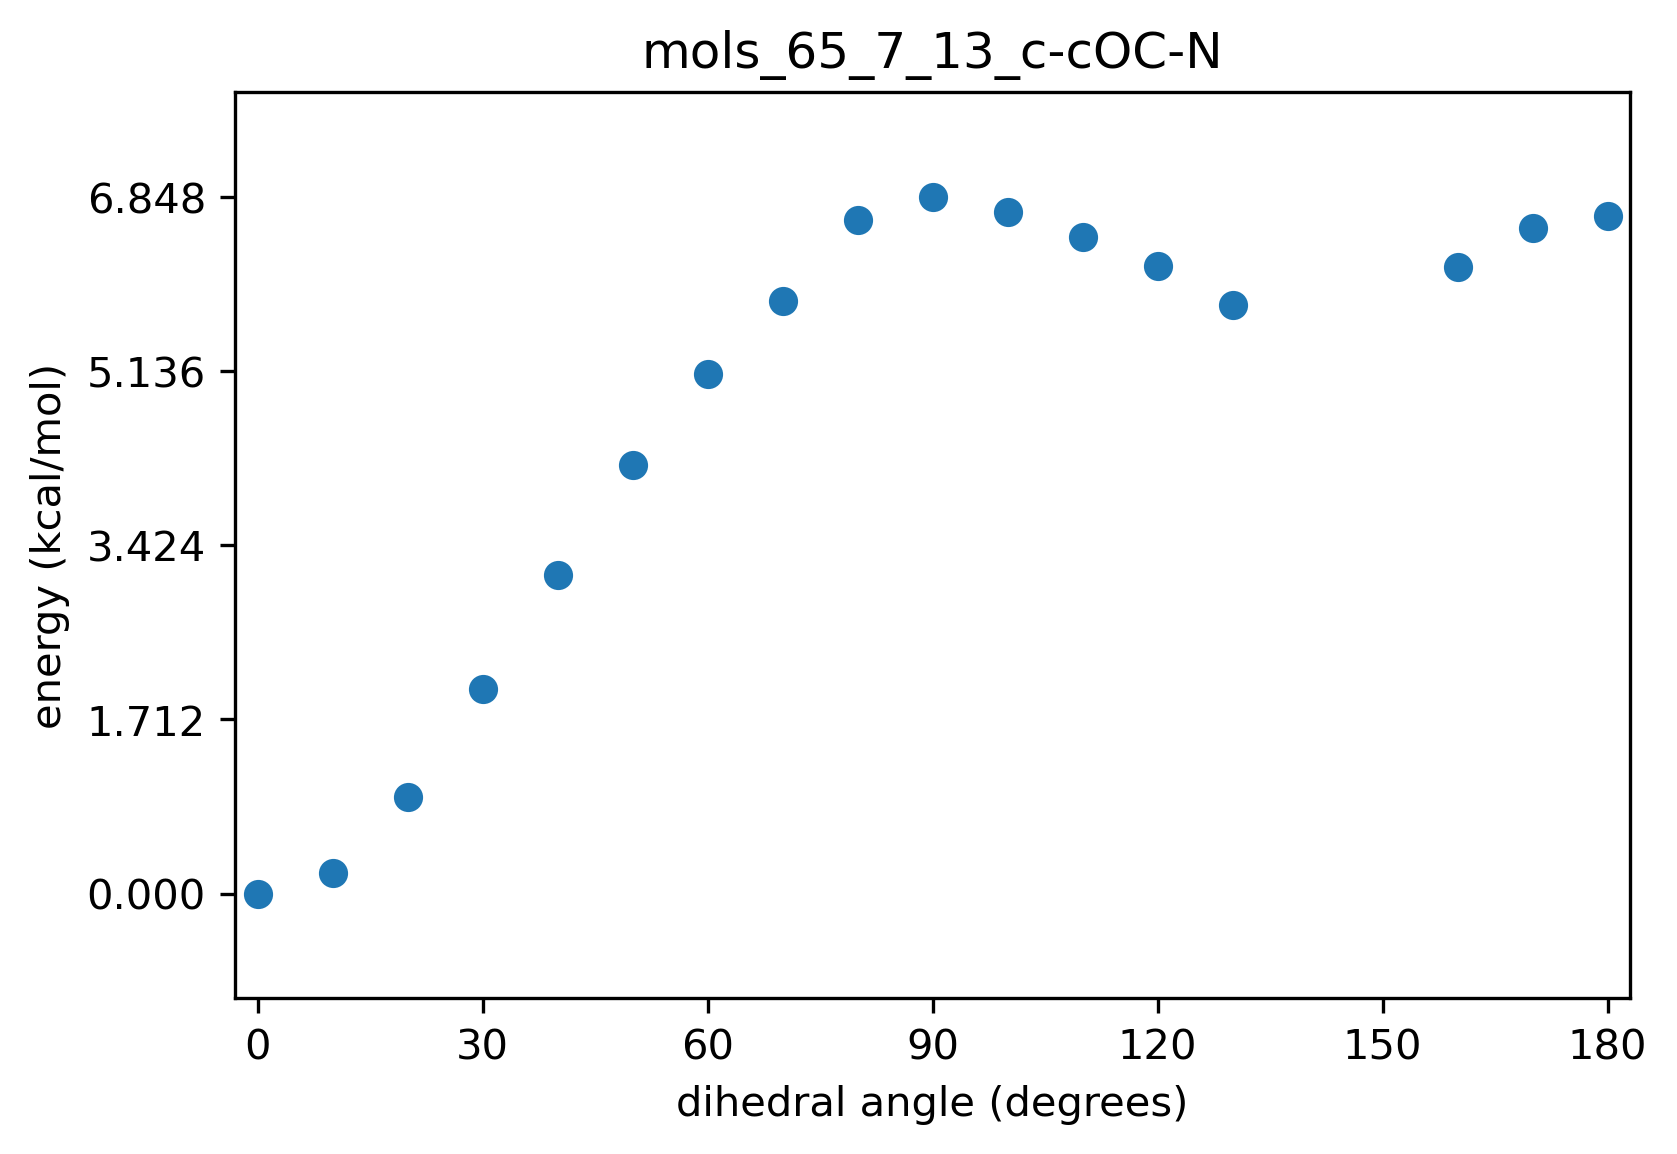 mols_65_7_13_c-cOC-N
energy (kcal/mol)
6.848
5.136
3.424
1.712
0.000
0 30 60 90 120 150 180
dihedral angle (degrees)